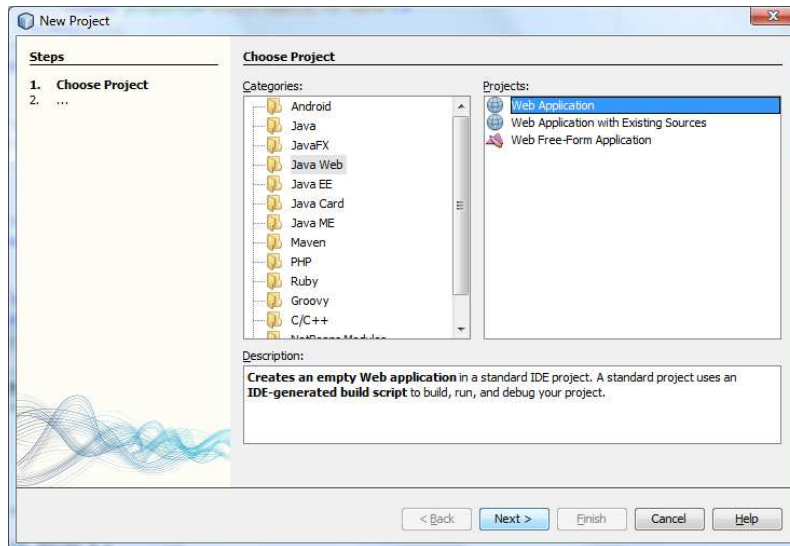 New Project
Steps
1. Choose Project
2. ...
Choose Project
Categories:
Android
Java
JavaFX
Java Web
Java EE
Java Card
Java ME
Maven
PHP
Ruby
Groovy
C/C++
NetBeans Modules
Projects:
Web Application
Web Application with Existing Sources
Web Free-Form Application
Description:
Creates an empty Web application in a standard IDE project. A standard project uses an
IDE-generated build script to build, run, and debug your project.
< Back
Next >
Finish
Cancel
Help